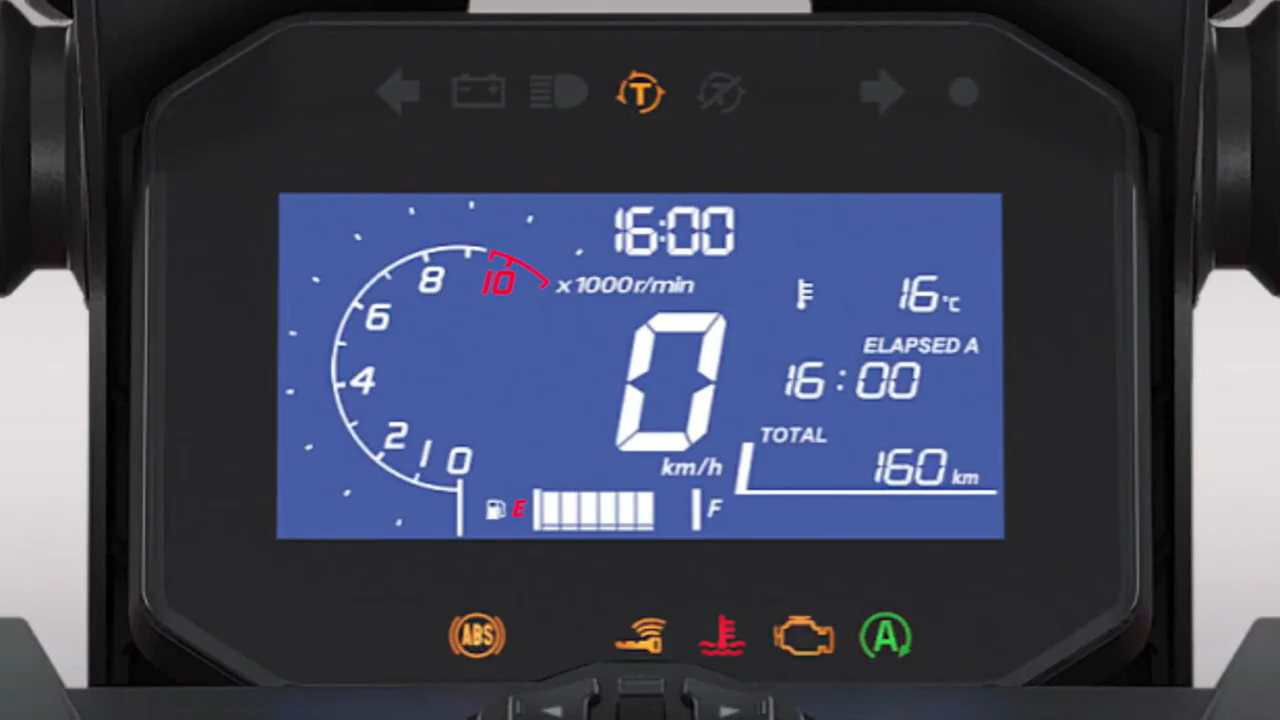 T
16:00
8
10
x1000r/min
6
16°C
ELAPSED A
4
16:00
0
2
1
0
TOTAL
km/h
160 km
E
F
ABS
A